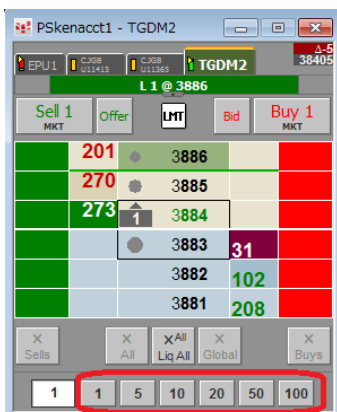 PSkenacct1 - TGDM2
Δ-5
38405
EPU1 CJG8 U11415 CJG8 U11365 TGDM2
L 1 @ 3886
Sell 1 MKT Offer LMT Bid Buy 1 MKT
201 3886
270 3885
273 1 3884
3883 31
3882 102
3881 208
X Sells X All X All Liq All X Global X Buys
1 1 5 10 20 50 100